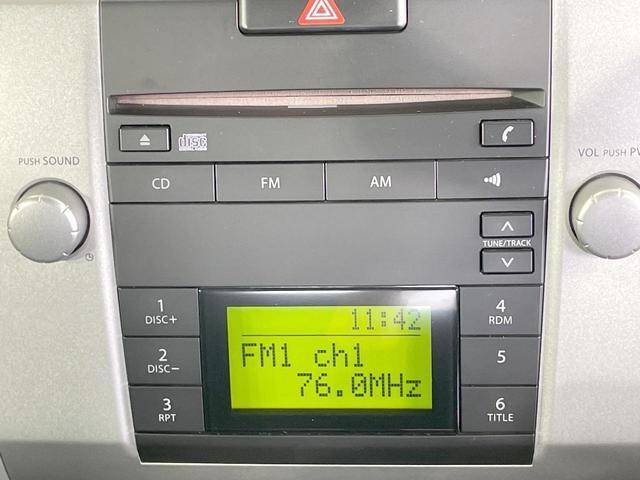 PUSH SOUND
disc
VOL PUSH PW
CD
FM
AM
TUNE/TRACK
1
DISC+
2
DISC-
3
RPT
11:42
FM1 ch1
76.0MHz
4
RDM
5
6
TITLE